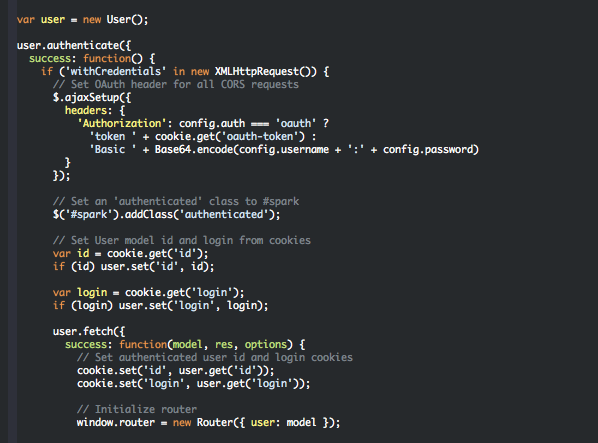 var user = new User();
user.authenticate({
success: function() {
if ('withCredentials' in new XMLHttpRequest()) {
// Set OAuth header for all CORS requests
$.ajaxSetup({
headers: {
'Authorization': config.auth === 'oauth' ?
'token ' + cookie.get('oauth-token') :
'Basic ' + Base64.encode(config.username + ':' + config.password)
}
});
// Set an 'authenticated' class to #spark
$('#spark').addClass('authenticated');
// Set User model id and login from cookies
var id = cookie.get('id');
if (id) user.set('id', id);
var login = cookie.get('login');
if (login) user.set('login', login);
user.fetch({
success: function(model, res, options) {
// Set authenticated user id and login cookies
cookie.set('id', user.get('id'));
cookie.set('login', user.get('login'));
// Initialize router
window.router = new Router({ user: model });